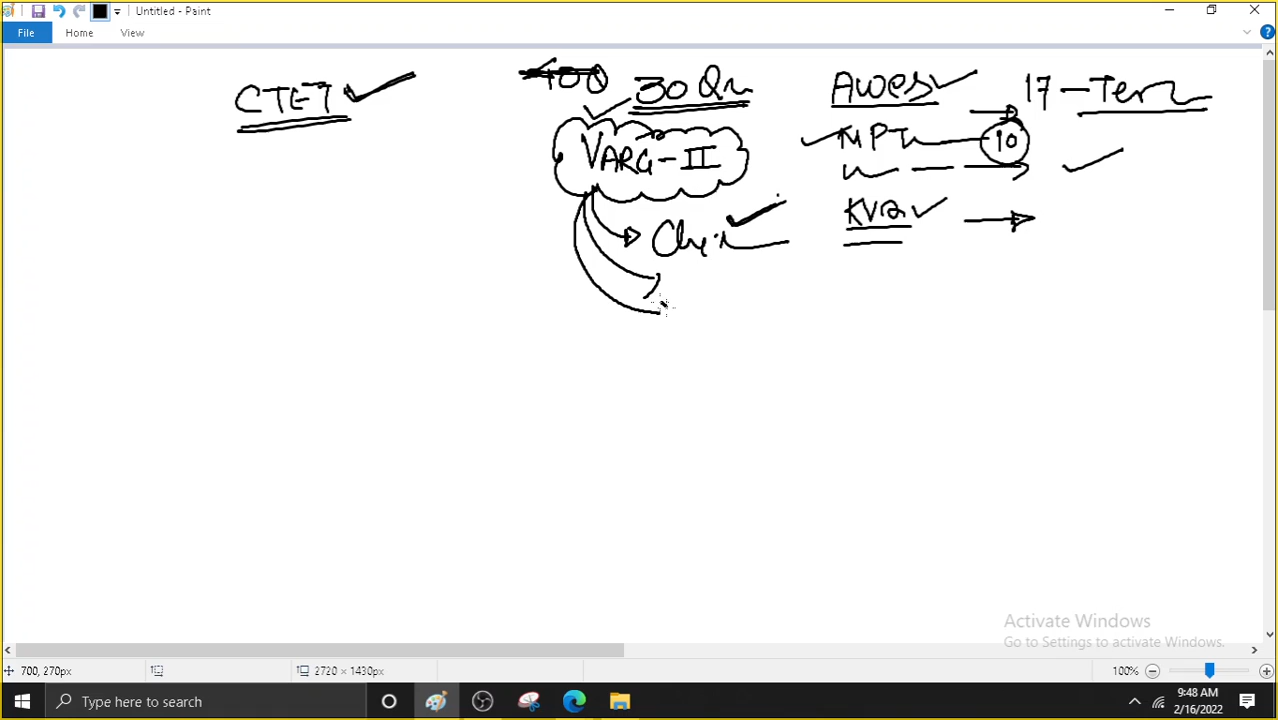 Untitled - Paint
File Home View
CTET
30 Qn
Awes
17 - Term
VARG-II
MPT
10
KVS
Activate Windows
Go to Settings to activate Windows.
700, 270px
2720 × 1430px
100%
Type here to search
9:48 AM
2/16/2022